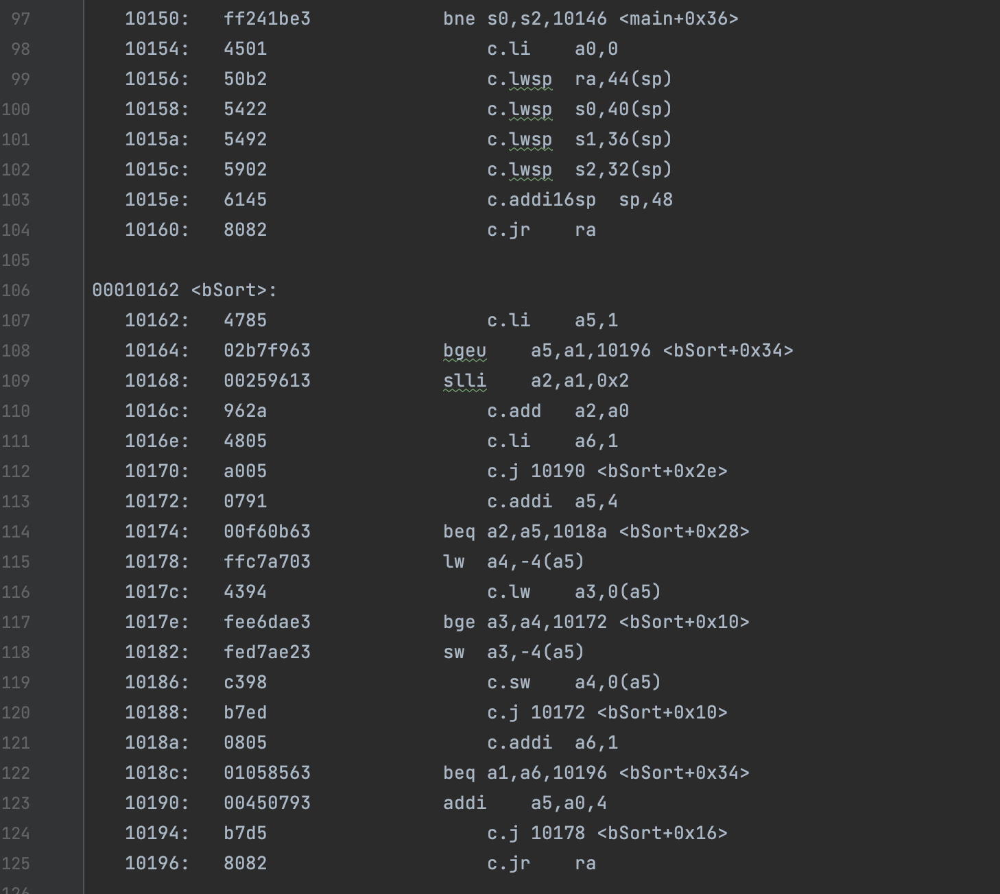 97 10150: ff241be3 bne s0,s2,10146 <main+0x36>
98 10154: 4501 c.li a0,0
99 10156: 50b2 c.lwsp ra,44(sp)
100 10158: 5422 c.lwsp s0,40(sp)
101 1015a: 5492 c.lwsp s1,36(sp)
102 1015c: 5902 c.lwsp s2,32(sp)
103 1015e: 6145 c.addi16sp sp,48
104 10160: 8082 c.jr ra
105
106 00010162 <bSort>:
107 10162: 4785 c.li a5,1
108 10164: 02b7f963 bgeu a5,a1,10196 <bSort+0x34>
109 10168: 00259613 slli a2,a1,0x2
110 1016c: 962a c.add a2,a0
111 1016e: 4805 c.li a6,1
112 10170: a005 c.j 10190 <bSort+0x2e>
113 10172: 0791 c.addi a5,4
114 10174: 00f60b63 beq a2,a5,1018a <bSort+0x28>
115 10178: ffc7a703 lw a4,-4(a5)
116 1017c: 4394 c.lw a3,0(a5)
117 1017e: fee6dae3 bge a3,a4,10172 <bSort+0x10>
118 10182: fed7ae23 sw a3,-4(a5)
119 10186: c398 c.sw a4,0(a5)
120 10188: b7ed c.j 10172 <bSort+0x10>
121 1018a: 0805 c.addi a6,1
122 1018c: 01058563 beq a1,a6,10196 <bSort+0x34>
123 10190: 00450793 addi a5,a0,4
124 10194: b7d5 c.j 10178 <bSort+0x16>
125 10196: 8082 c.jr ra
126